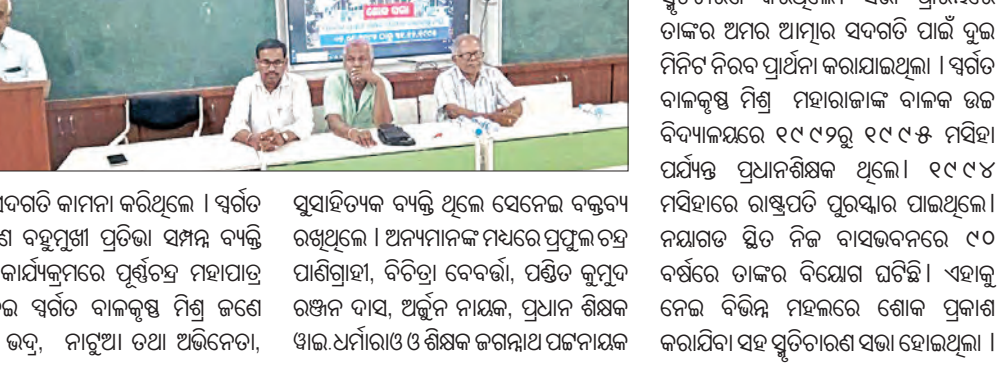 ଶୋକ ସଭା
ସଦଗତି କାମନା କରିଥିଲେ । ସ୍ୱର୍ଗତ
ବହୁମୁଖୀ ପ୍ରତିଭା ସମ୍ପନ୍ନ ବ୍ୟକ୍ତି
କାର୍ଯ୍ୟକ୍ରମରେ ପୂର୍ଣ୍ଣଚନ୍ଦ୍ର ମହାପାତ୍ର
ସ୍ୱର୍ଗତ ବାଳକୃଷ୍ଣ ମିଶ୍ର ଜଣେ
ଭଦ୍ର, ନାଟୁଆ ତଥା ଅଭିନେତା,
ସୁସାହିତ୍ୟିକ ବ୍ୟକ୍ତି ଥିଲେ ସେନେଇ ବକ୍ତବ୍ୟ
ରଖିଥିଲେ । ଅନ୍ୟମାନଙ୍କ ମଧ୍ୟରେ ପ୍ରଫୁଲ ଚନ୍ଦ୍ର
ପାଣିଗ୍ରାହୀ, ବିଚିତ୍ରା ବେବର୍ତ୍ତା, ପଣ୍ଡିତ କୁମୁଦ
ରଞ୍ଜନ ଦାସ, ଅର୍ଜୁନ ନାୟକ, ପ୍ରଧାନ ଶିକ୍ଷକ
ୱାଇ.ଧର୍ମାରାଓ ଓ ଶିକ୍ଷକ ଜଗନ୍ନାଥ ପଟ୍ଟନାୟକ
ତାଙ୍କର ଅମର ଆତ୍ମାର ସଦଗତି ପାଇଁ ଦୁଇ
ମିନିଟ ନିରବ ପ୍ରାର୍ଥନା କରାଯାଇଥିଲା । ସ୍ୱର୍ଗତ
ବାଳକୃଷ୍ଣ ମିଶ୍ର ମହାରାଜାଙ୍କ ବାଳକ ଉଚ୍ଚ
ବିଦ୍ୟାଳୟରେ ୧୯୯୨ରୁ ୧୯୯୫ ମସିହା
ପର୍ଯ୍ୟନ୍ତ ପ୍ରଧାନଶିକ୍ଷକ ଥିଲେ। ୧୯୯୪
ମସିହାରେ ରାଷ୍ଟ୍ରପତି ପୁରସ୍କାର ପାଇଥିଲେ।
ନୟାଗଡ ସ୍ଥିତ ନିଜ ବାସଭବନରେ ୯୦
ବର୍ଷରେ ତାଙ୍କର ବିୟୋଗ ଘଟିଛି। ଏହାକୁ
ନେଇ ବିଭିନ୍ନ ମହଲରେ ଶୋକ ପ୍ରକାଶ
କରାଯିବା ସହ ସ୍ମୃତିଚାରଣ ସଭା ହୋଇଥିଲା ।